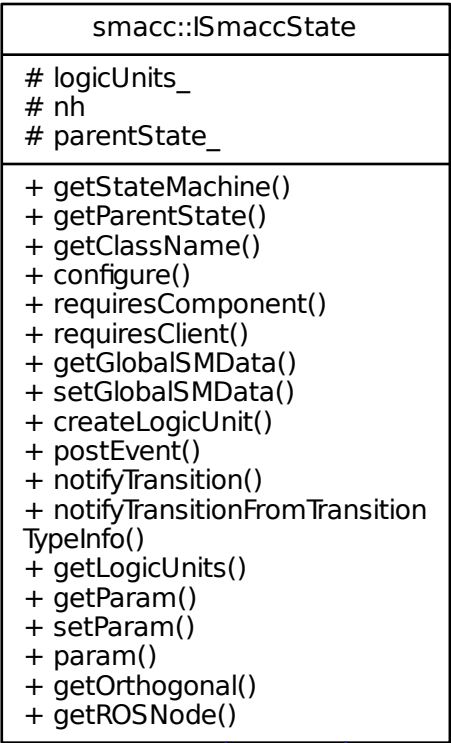 smacc::ISmaccState
# logicUnits_
# nh
# parentState_
+ getStateMachine()
+ getParentState()
+ getClassName()
+ configure()
+ requiresComponent()
+ requiresClient()
+ getGlobalSMData()
+ setGlobalSMData()
+ createLogicUnit()
+ postEvent()
+ notifyTransition()
+ notifyTransitionFromTransition
TypeInfo()
+ getLogicUnits()
+ getParam()
+ setParam()
+ param()
+ getOrthogonal()
+ getROSNode()